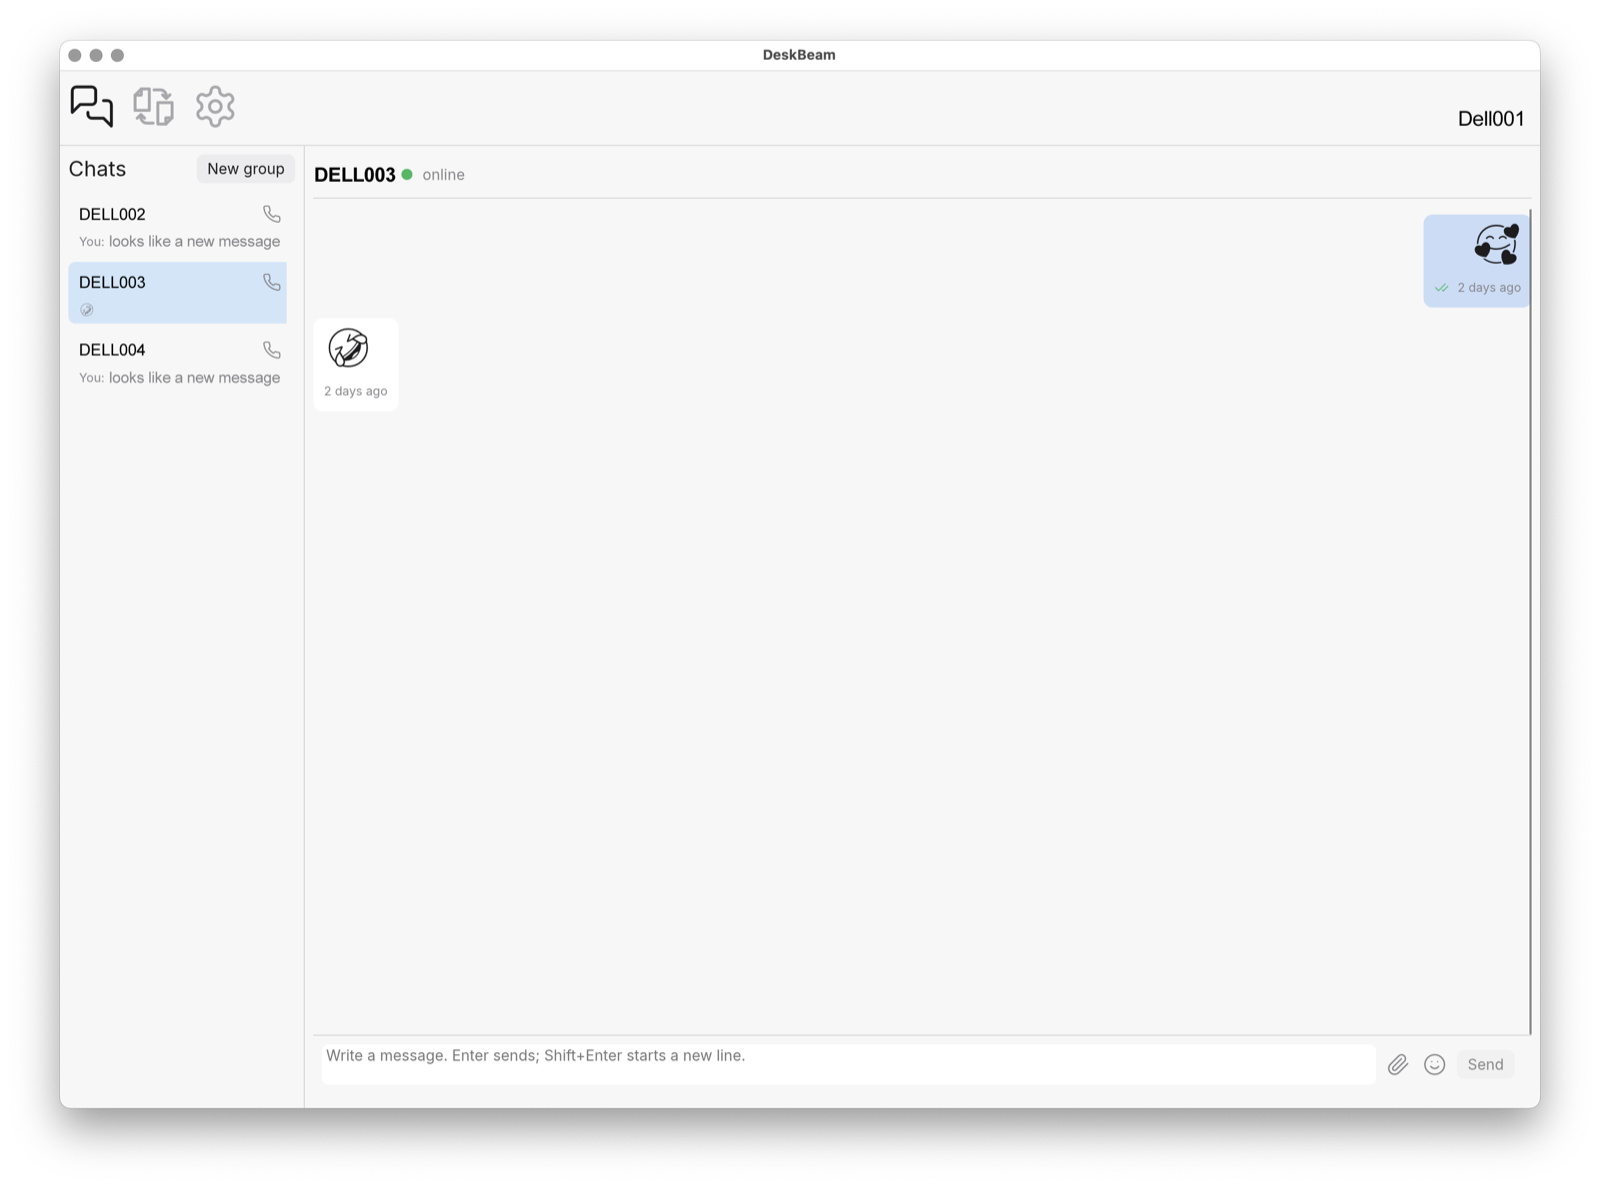 DeskBeam
Dell001
Chats
New group
DELL002
You: looks like a new message
DELL003
🤣
DELL004
You: looks like a new message
DELL003 online
🥰
2 days ago
🤣
2 days ago
Write a message. Enter sends; Shift+Enter starts a new line.
Send